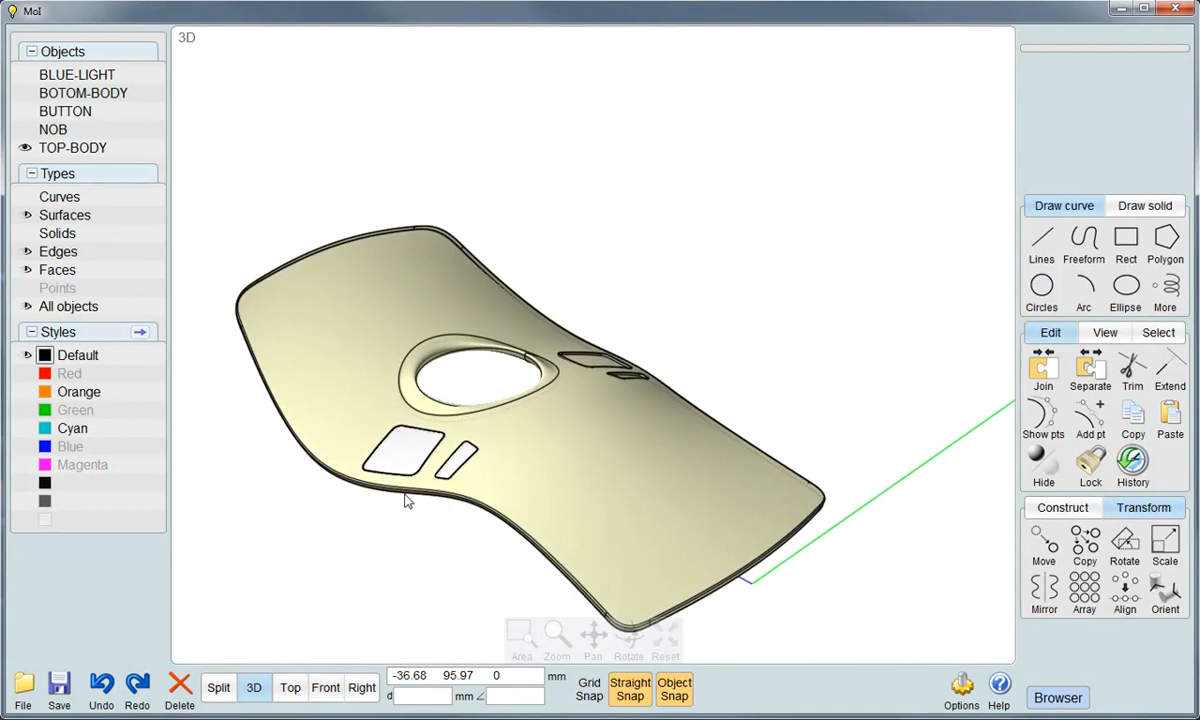 MoI
Objects
BLUE-LIGHT
BOTOM-BODY
BUTTON
NOB
TOP-BODY
Types
Curves
Surfaces
Solids
Edges
Faces
Points
All objects
Styles
Default
Red
Orange
Green
Cyan
Blue
Magenta
3D
Draw curve Draw solid
Lines Freeform Rect Polygon
Circles Arc Ellipse More
Edit View Select
Join Separate Trim Extend
Show pts Add pt Copy Paste
Hide Lock History
Construct Transform
Move Copy Rotate Scale
Mirror Array Align Orient
Area Zoom Pan Rotate Reset
File Save Undo Redo Delete
Split 3D Top Front Right
-36.68 95.97 0 mm
d mm ∠
Grid Snap
Straight Snap
Object Snap
Options Help
Browser